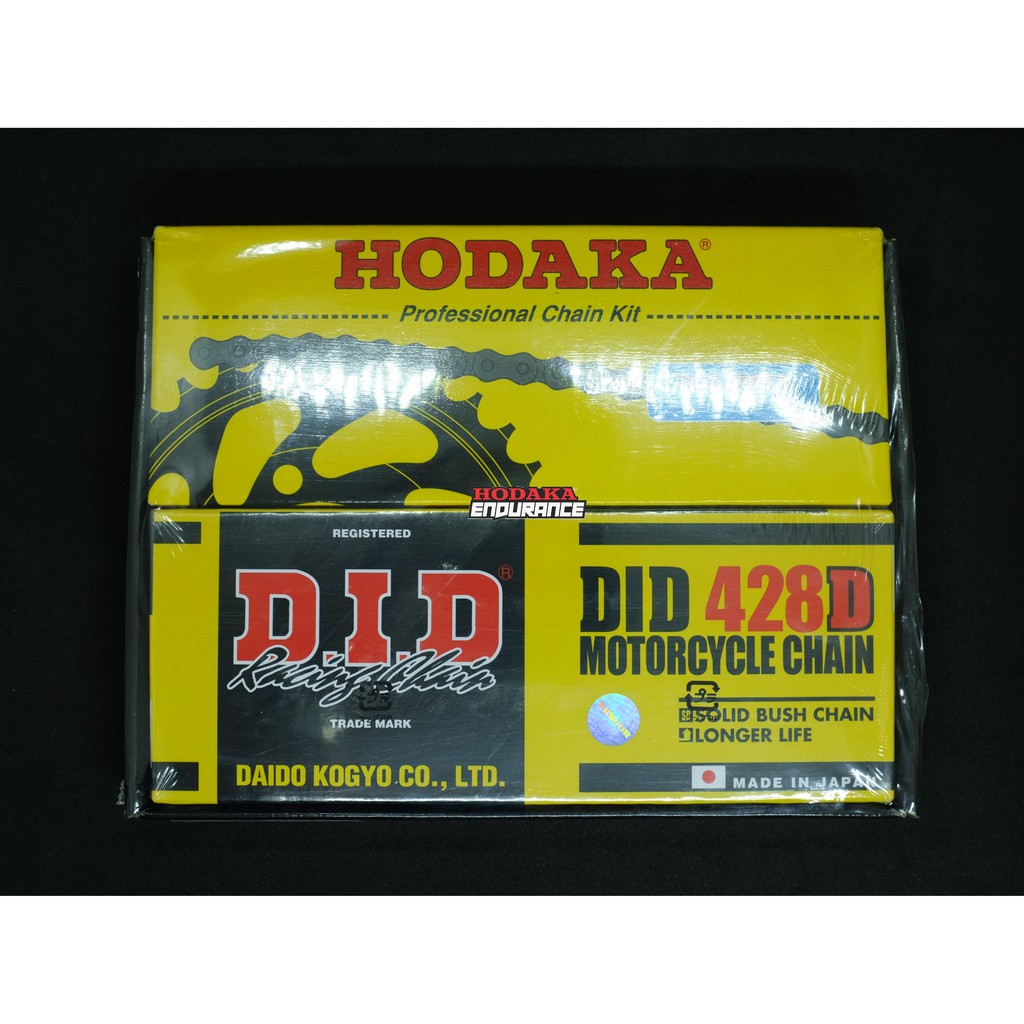 HODAKA®
Professional Chain Kit
HODAKA
ENDURANCE
REGISTERED
D.I.D®
Racing Chain
TRADE MARK
DAIDO KOGYO CO., LTD.
DID 428D
MOTORCYCLE CHAIN
SOLID BUSH CHAIN
LONGER LIFE
MADE IN JAPAN